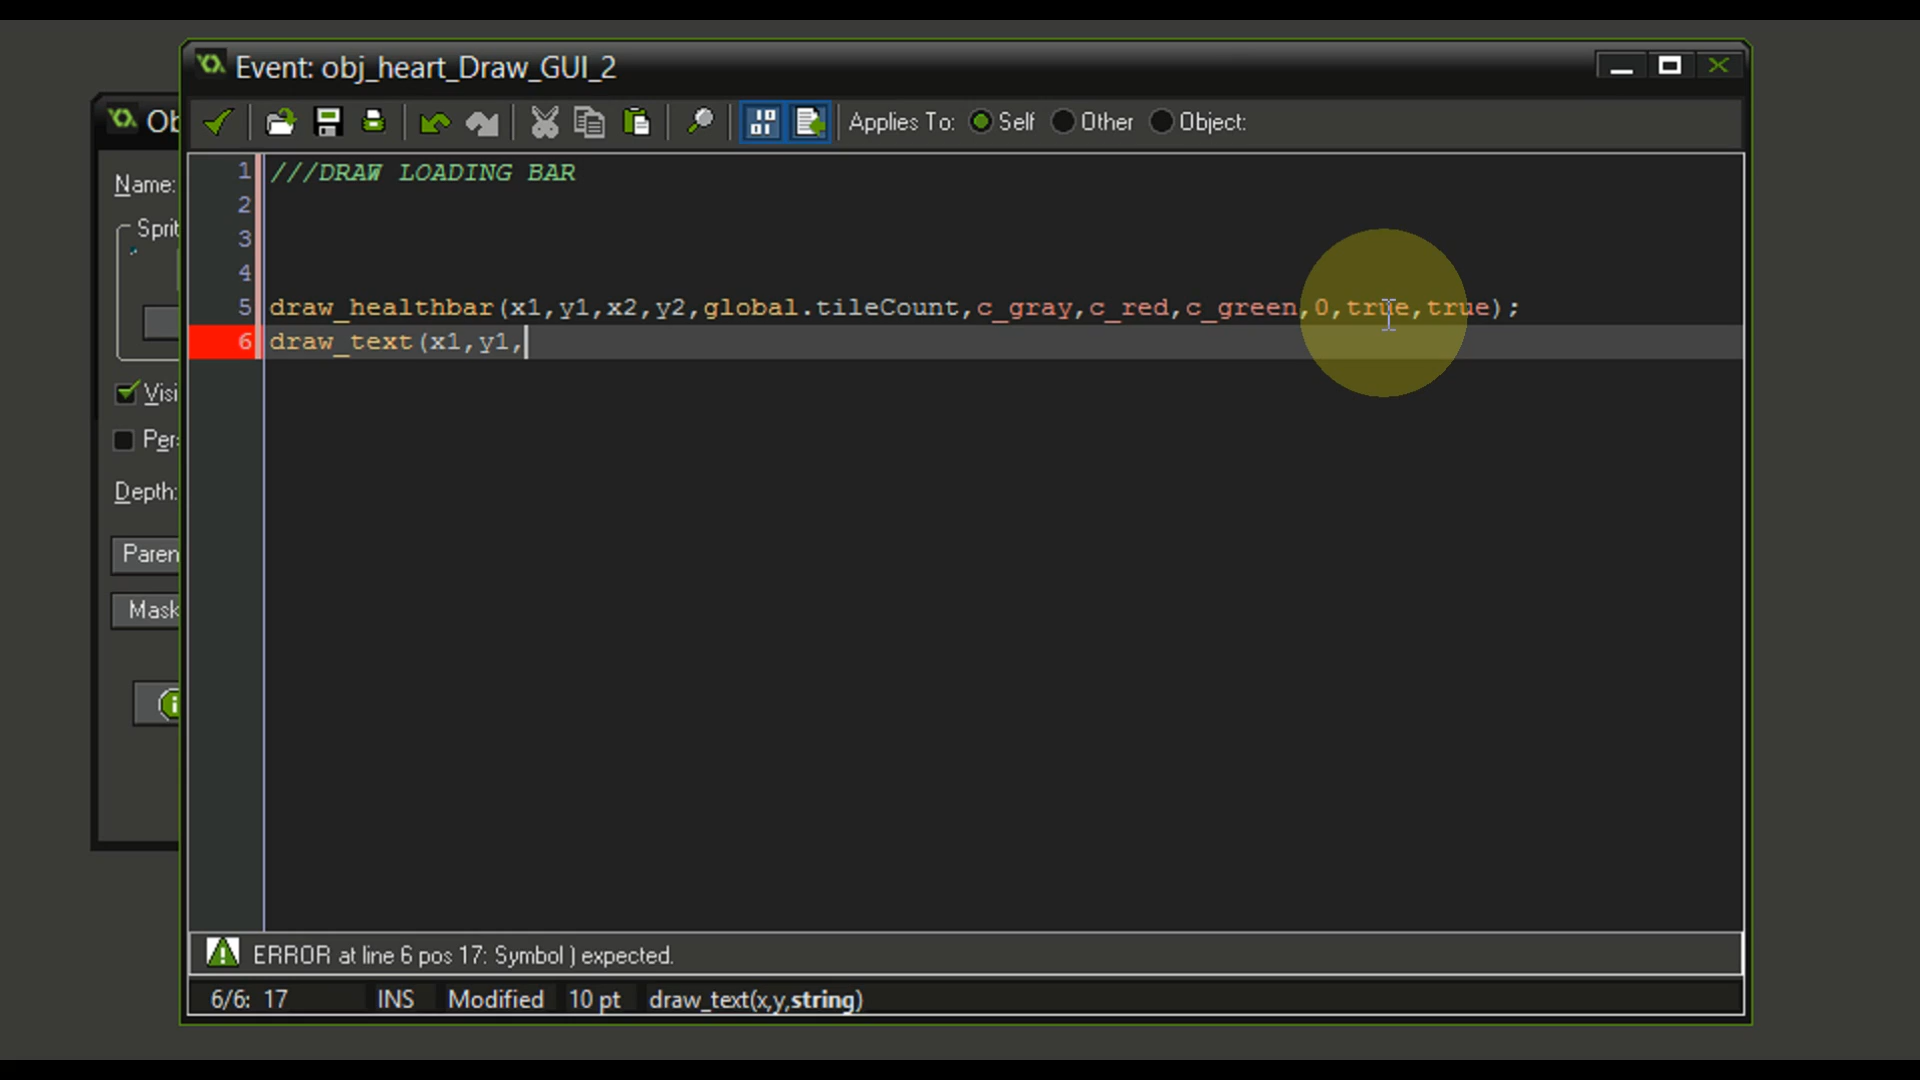 Event: obj_heart_Draw_GUI_2
Ob
Applies To: Self Other Object:
Name:
Sprit
Visi
Per
Depth:
Paren
Mask
1 ///DRAW LOADING BAR
2
3
4
5 draw_healthbar(x1,y1,x2,y2,global.tileCount,c_gray,c_red,c_green,0,true,true);
6 draw_text(x1,y1,
ERROR at line 6 pos 17: Symbol ) expected.
6/6: 17 INS Modified 10 pt draw_text(x,y,string)